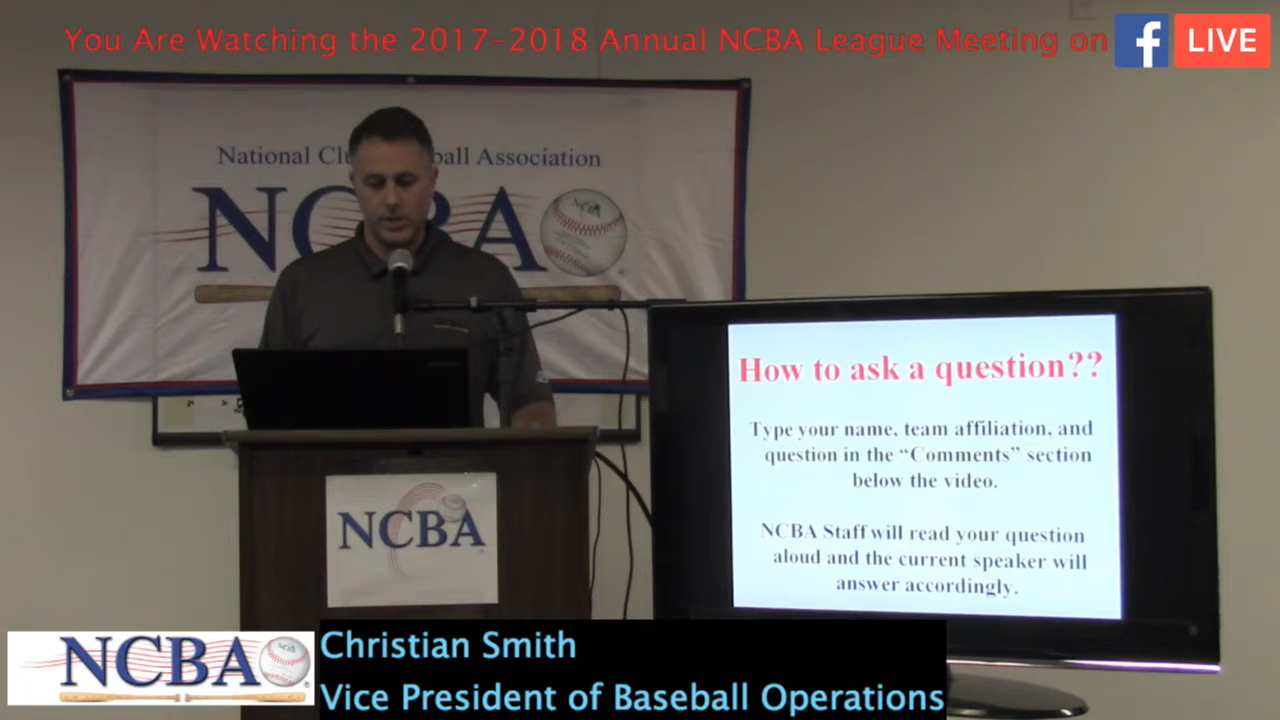 You Are Watching the 2017-2018 Annual NCBA League Meeting on f LIVE
National Cl ball Association
NCBA
How to ask a question??
Type your name, team affiliation, and
question in the “Comments” section
below the video.
NCBA Staff will read your question
aloud and the current speaker will
answer accordingly.
NCBA
NCBA
Christian Smith
Vice President of Baseball Operations